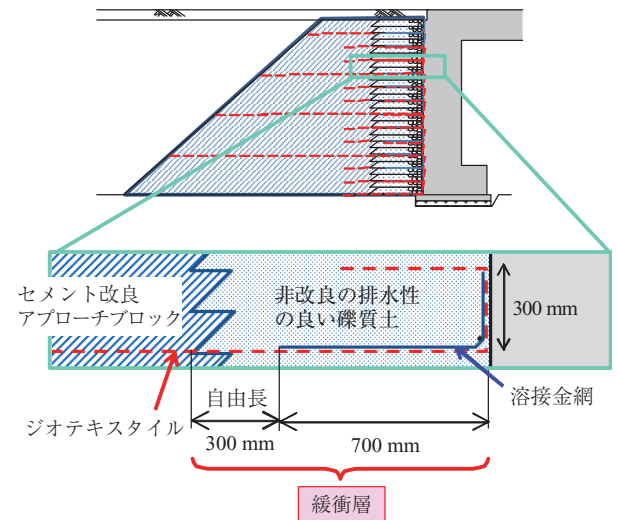 セメント改良
アプローチブロック
非改良の排水性
の良い礫質土
300 mm
自由長
溶接金網
ジオテキスタイル
300 mm
700 mm
緩衝層